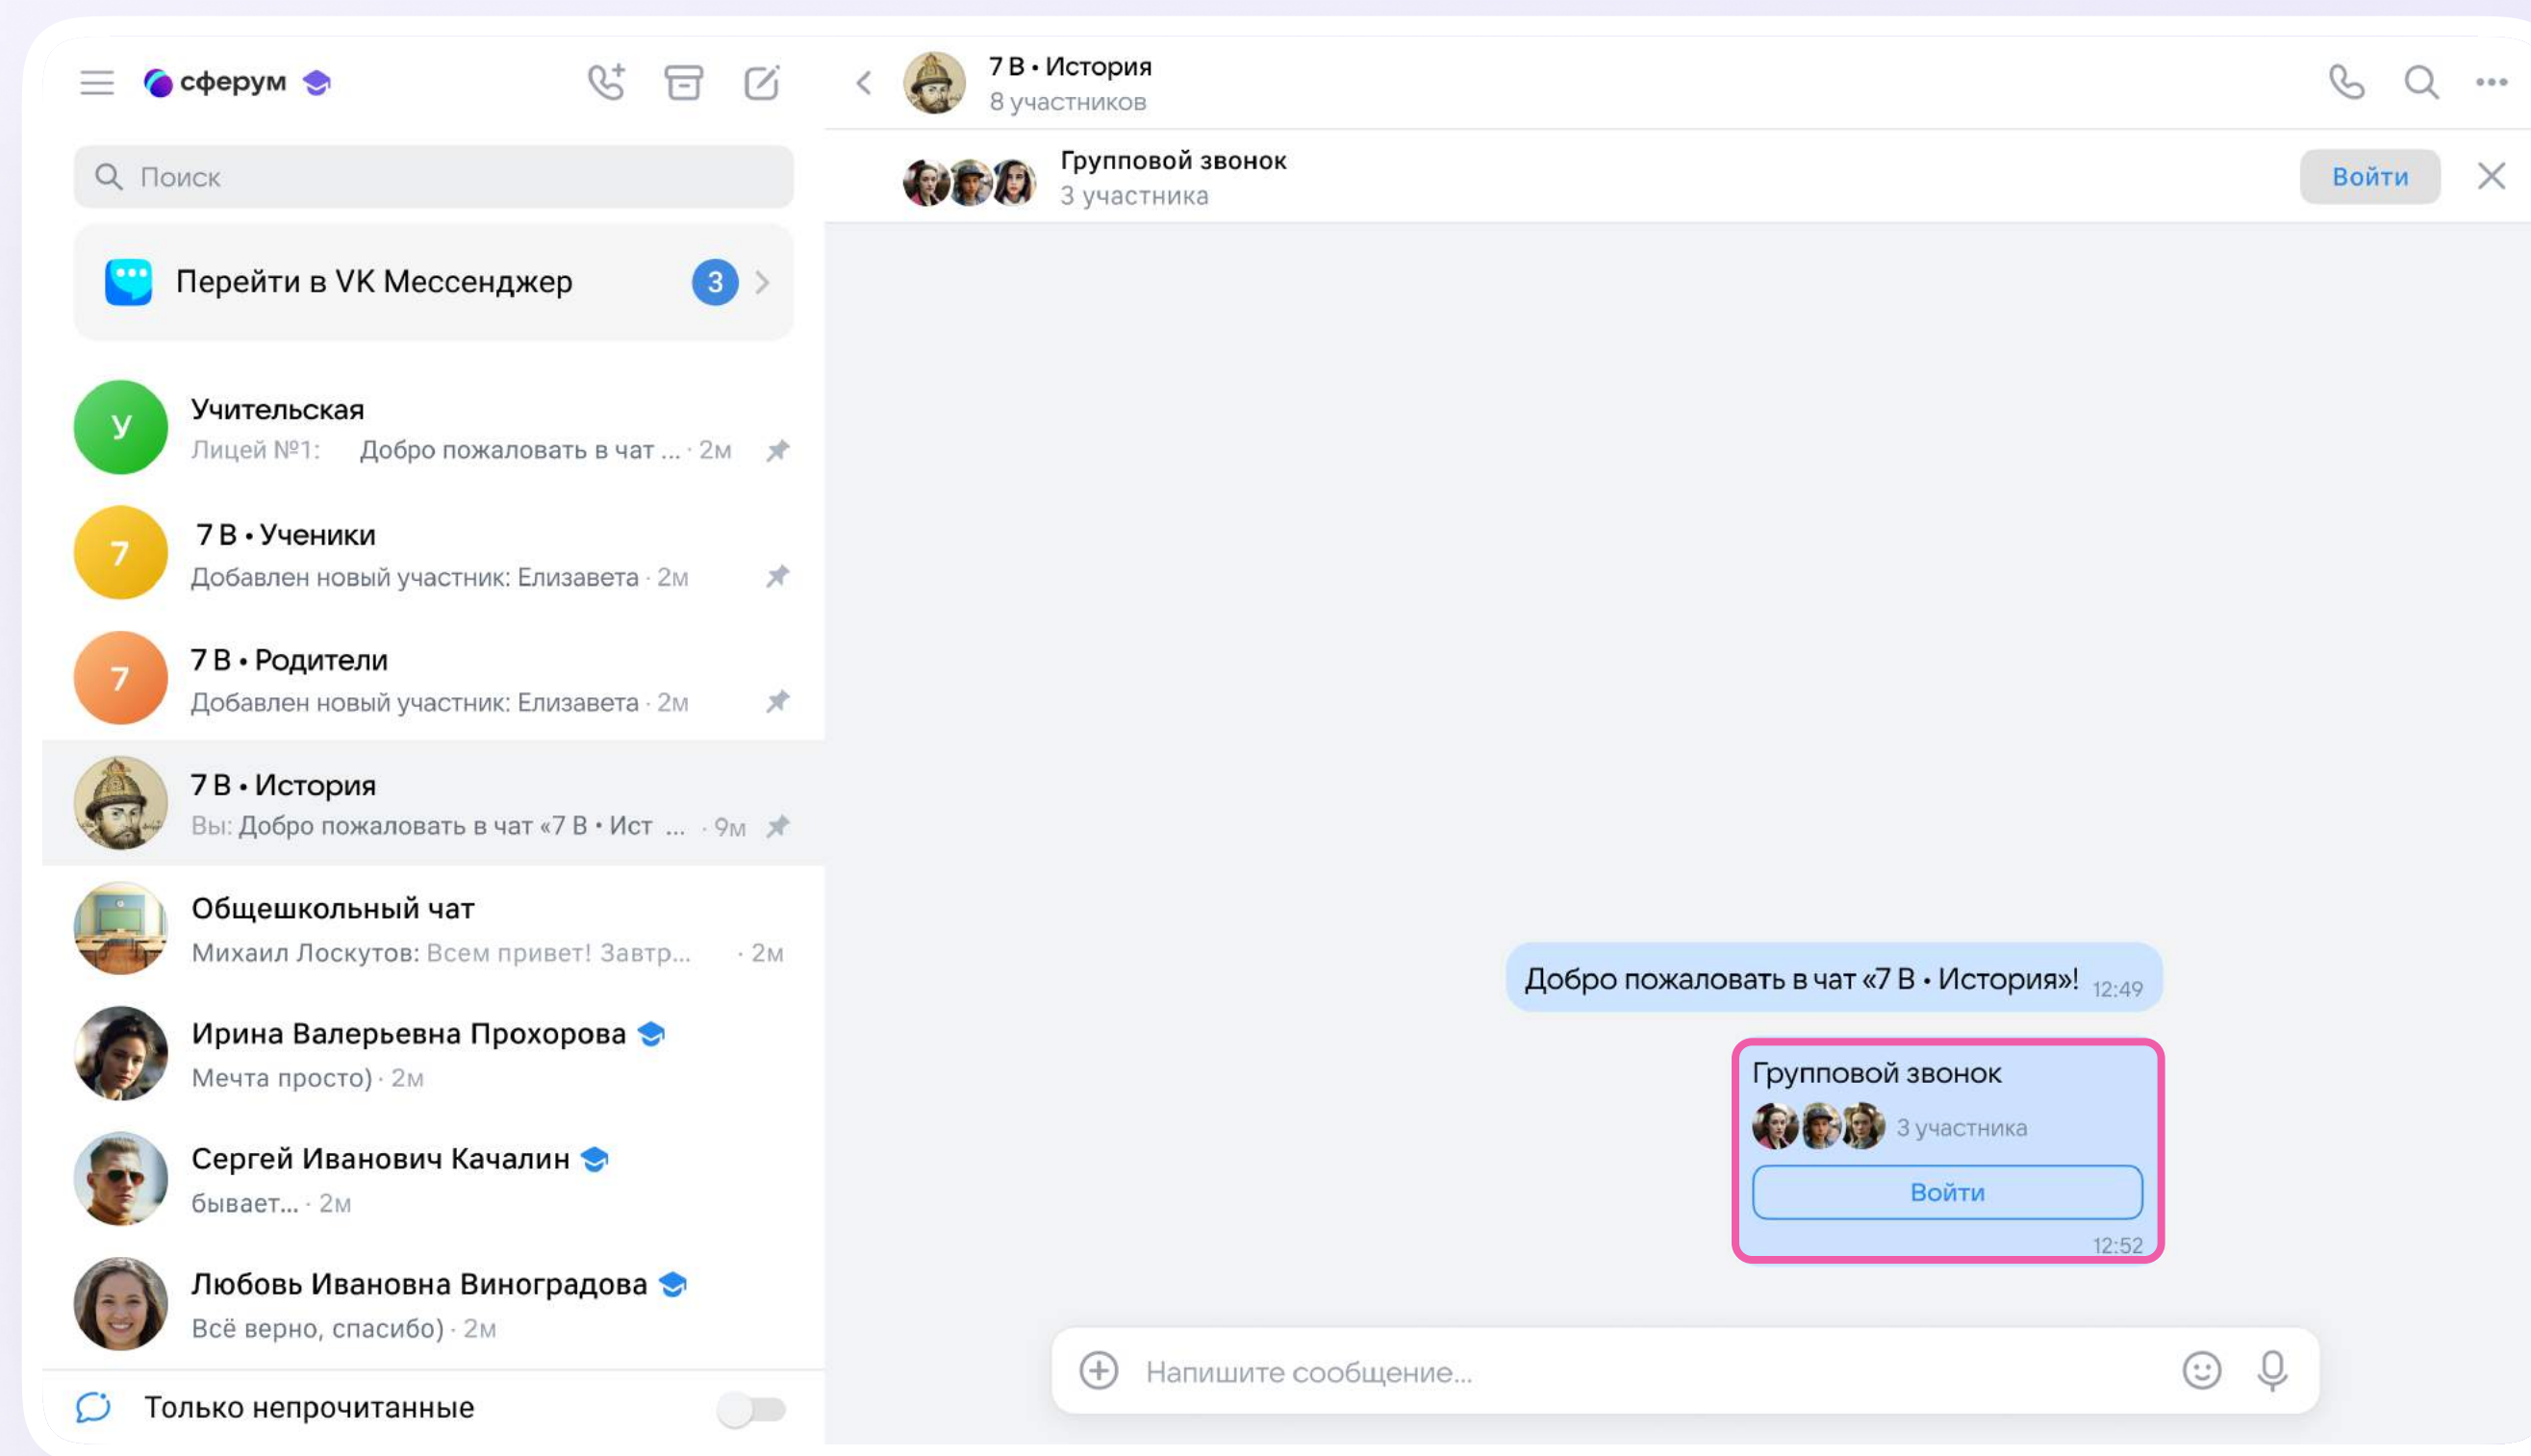 сферум
Поиск
Перейти в VK Мессенджер
3
У
Учительская
Лицей №1: Добро пожаловать в чат ... · 2м
7
7 В • Ученики
Добавлен новый участник: Елизавета · 2м
7
7 В • Родители
Добавлен новый участник: Елизавета · 2м
7 В • История
Вы: Добро пожаловать в чат «7 В • Ист ... · 9м
Общешкольный чат
Михаил Лоскутов: Всем привет! Завтр... · 2м
Ирина Валерьевна Прохорова
Мечта просто) · 2м
Сергей Иванович Качалин
бывает... · 2м
Любовь Ивановна Виноградова
Всё верно, спасибо) · 2м
Только непрочитанные
7 В • История
8 участников
Групповой звонок
3 участника
Войти
Добро пожаловать в чат «7 В • История»! 12:49
Групповой звонок
3 участника
Войти
12:52
Напишите сообщение...